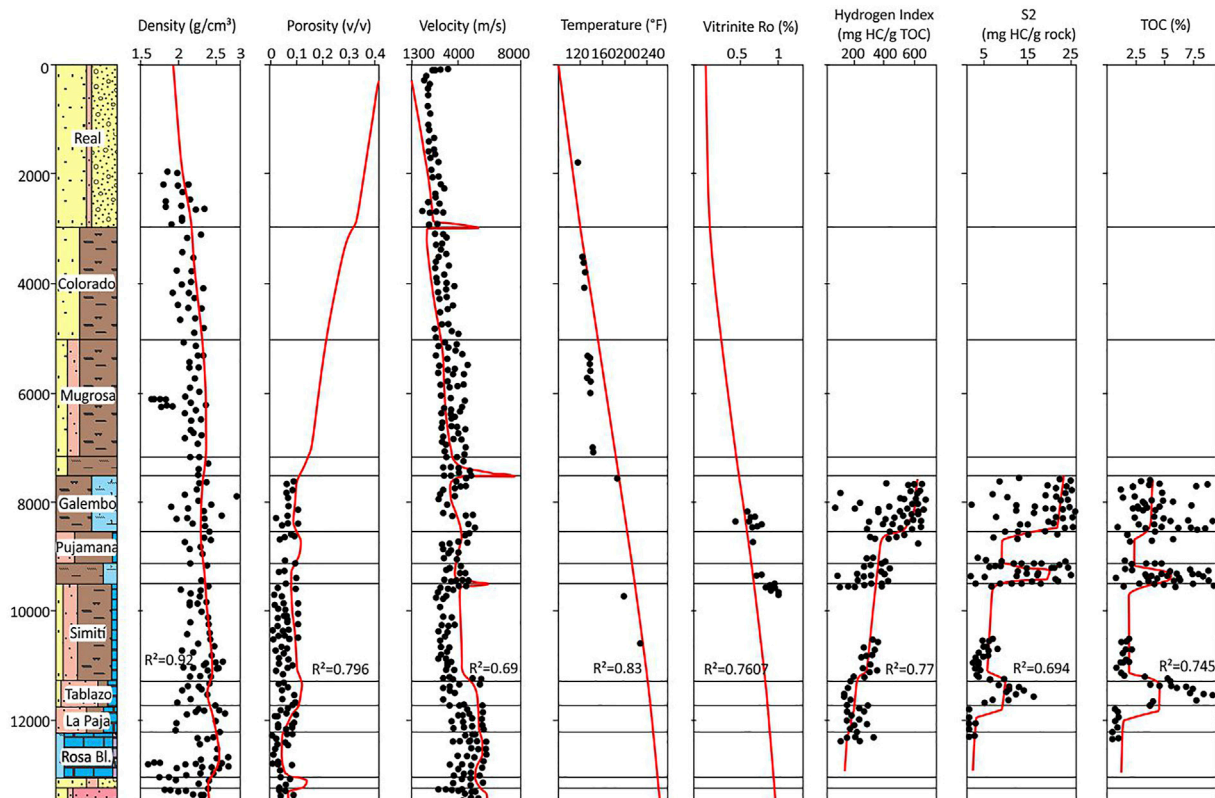 Density (g/cm³) Porosity (v/v) Velocity (m/s) Temperature (°F) Vitrinite Ro (%) Hydrogen Index (mg HC/g TOC) S2 (mg HC/g rock) TOC (%)
1.5 2 2.5 3 0 0.1 0.2 0.3 0.4 1300 4000 8000 120 160 200 240 0.5 1 200 400 600 5 15 25 2.5 5 7.5
0
Real
2000
Colorado
4000
Mugrosa
6000
Galembo
8000
Pujamana
10000
Simití
R²=0.92 R²=0.796 R²=0.69 R²=0.83 R²=0.7607 R²=0.77 R²=0.694 R²=0.745
Tablazo
12000
La Paja
Rosa Bl.